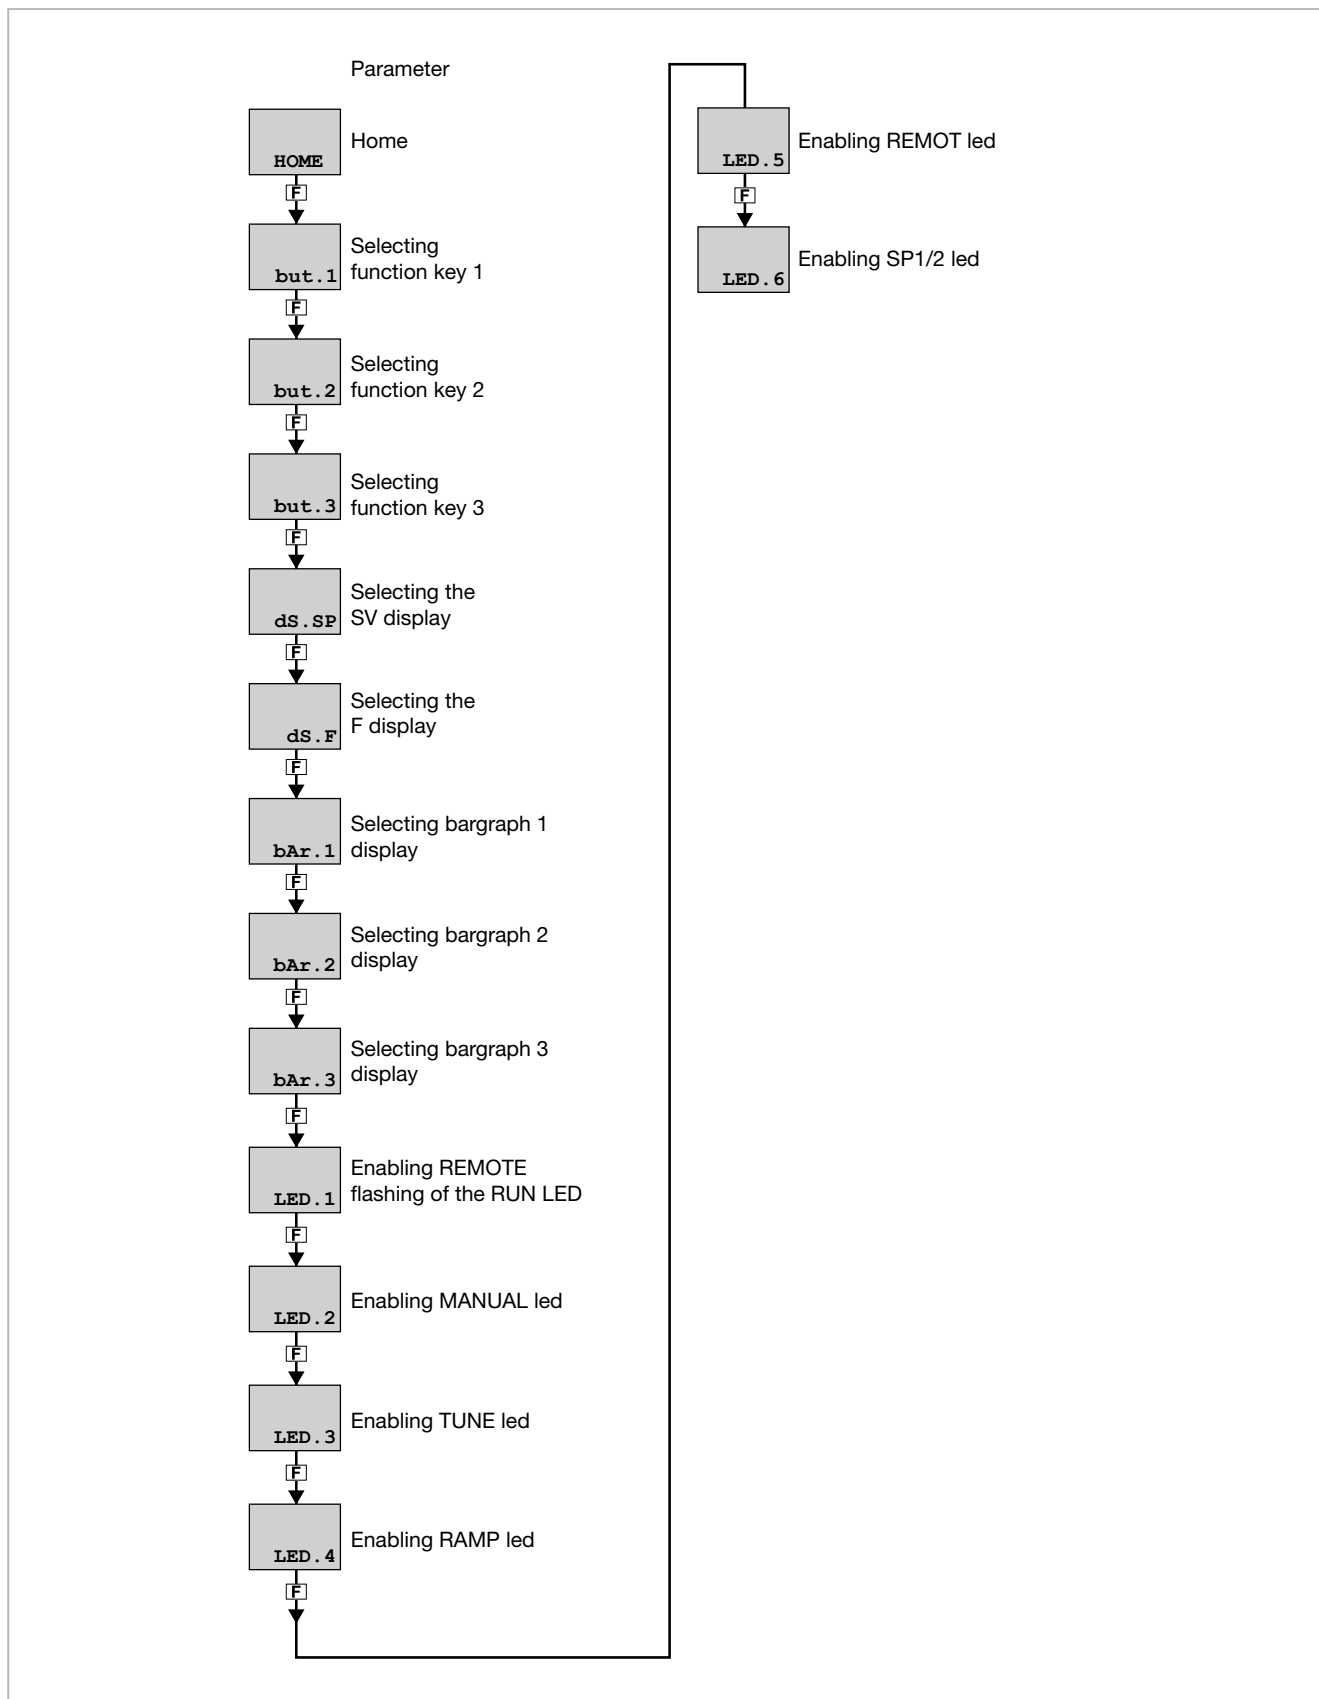 Parameter
HOME
Home
F
but.1
Selecting
function key 1
F
but.2
Selecting
function key 2
F
but.3
Selecting
function key 3
F
dS.SP
Selecting the
SV display
F
dS.F
Selecting the
F display
F
bAr.1
Selecting bargraph 1
display
F
bAr.2
Selecting bargraph 2
display
F
bAr.3
Selecting bargraph 3
display
F
LED.1
Enabling REMOTE
flashing of the RUN LED
F
LED.2
Enabling MANUAL led
F
LED.3
Enabling TUNE led
F
LED.4
Enabling RAMP led
F
LED.5
Enabling REMOT led
F
LED.6
Enabling SP1/2 led